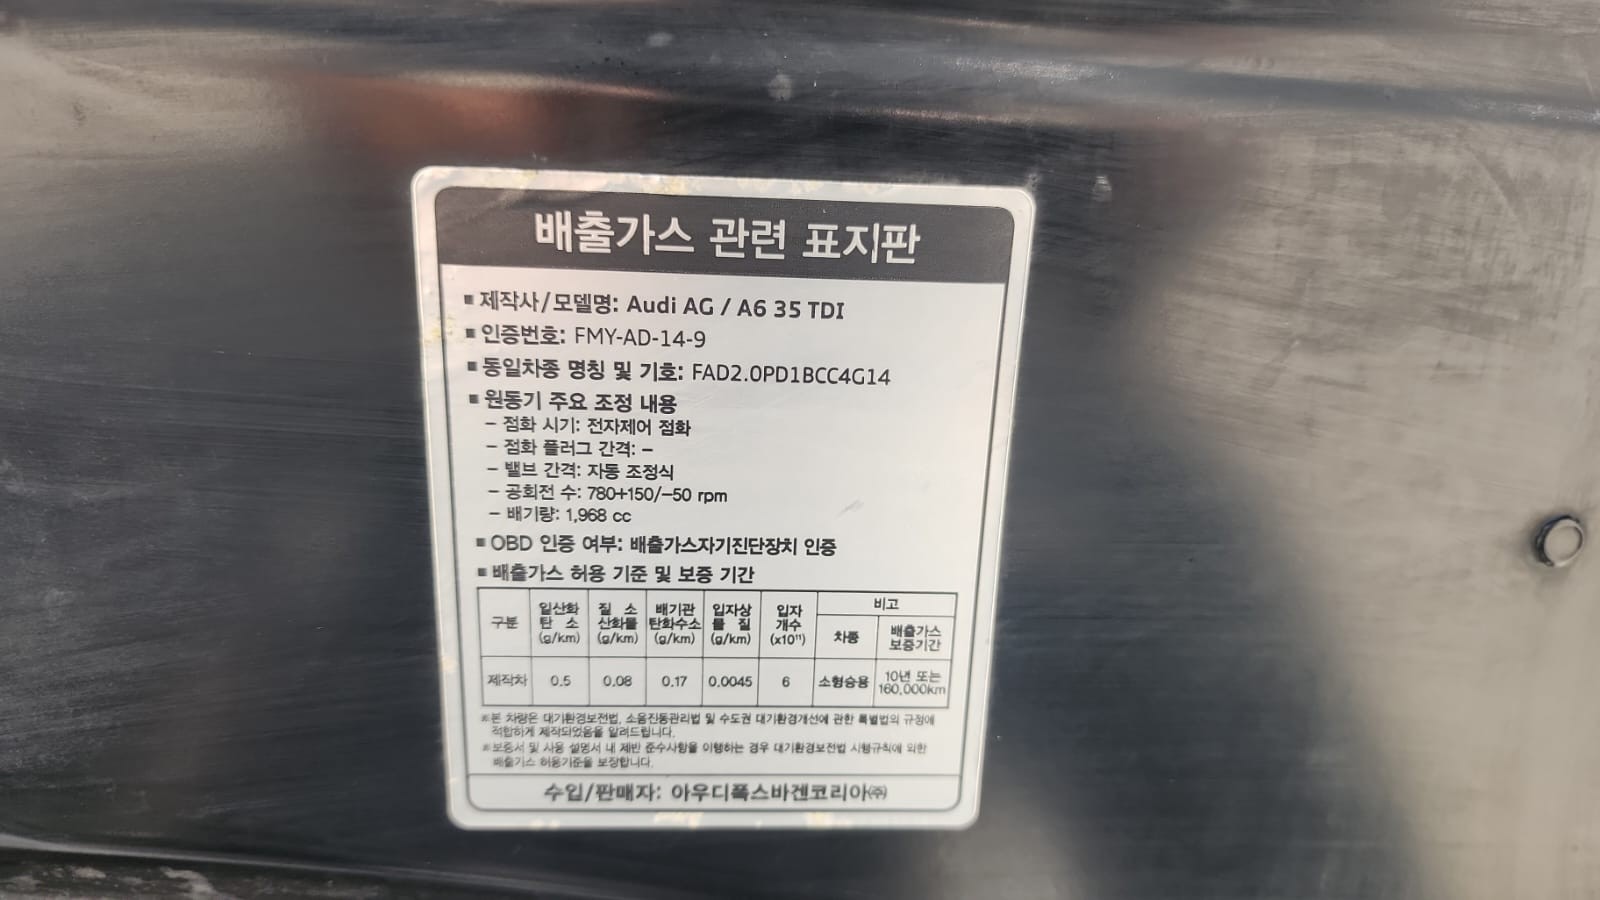 배출가스 관련 표지판
■ 제작사/모델명: Audi AG / A6 35 TDI
■ 인증번호: FMY-AD-14-9
■ 동일차종 명칭 및 기호: FAD2.0PD1BCC4G14
■ 원동기 주요 조정 내용
– 점화 시기: 전자제어 점화
– 점화 플러그 간격: –
– 밸브 간격: 자동 조정식
– 공회전 수: 780+150/–50 rpm
– 배기량: 1,968 cc
■ OBD 인증 여부: 배출가스자기진단장치 인증
■ 배출가스 허용 기준 및 보증 기간
구분 일산화 탄 소 (g/km) 질 소 산화물 (g/km) 배기관 탄화수소 (g/km) 입자상 물 질 (g/km) 입자 개수 (x10¹¹) 비고
차종 배출가스 보증기간
제작차 0.5 0.08 0.17 0.0045 6 소형승용 10년 또는 160,000km
※본 차량은 대기환경보전법, 소음진동관리법 및 수도권 대기환경개선에 관한 특별법의 규정에
적합하게 제작되었음을 알려드립니다.
※보증서 및 사용 설명서 내 제반 준수사항을 이행하는 경우 대기환경보전법 시행규칙에 의한
배출가스 허용기준을 보장합니다.
수입/판매자: 아우디폭스바겐코리아㈜